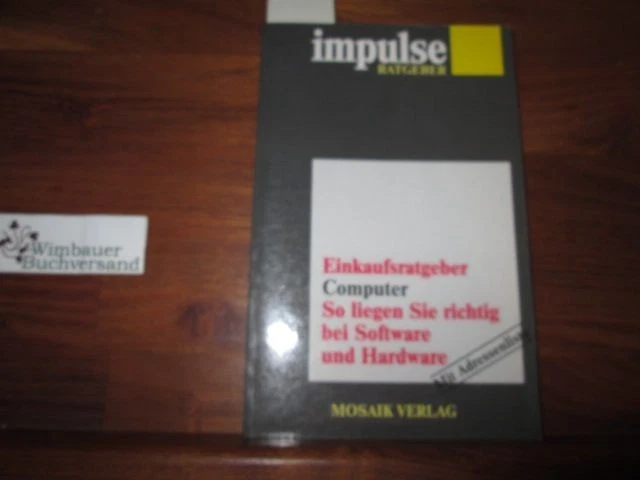 impulse
RATGEBER
Wimbauer
Buchversand
Einkaufsratgeber
Computer
So liegen Sie richtig
bei Software
und Hardware
Mit Adressenliste
MOSAIK VERLAG